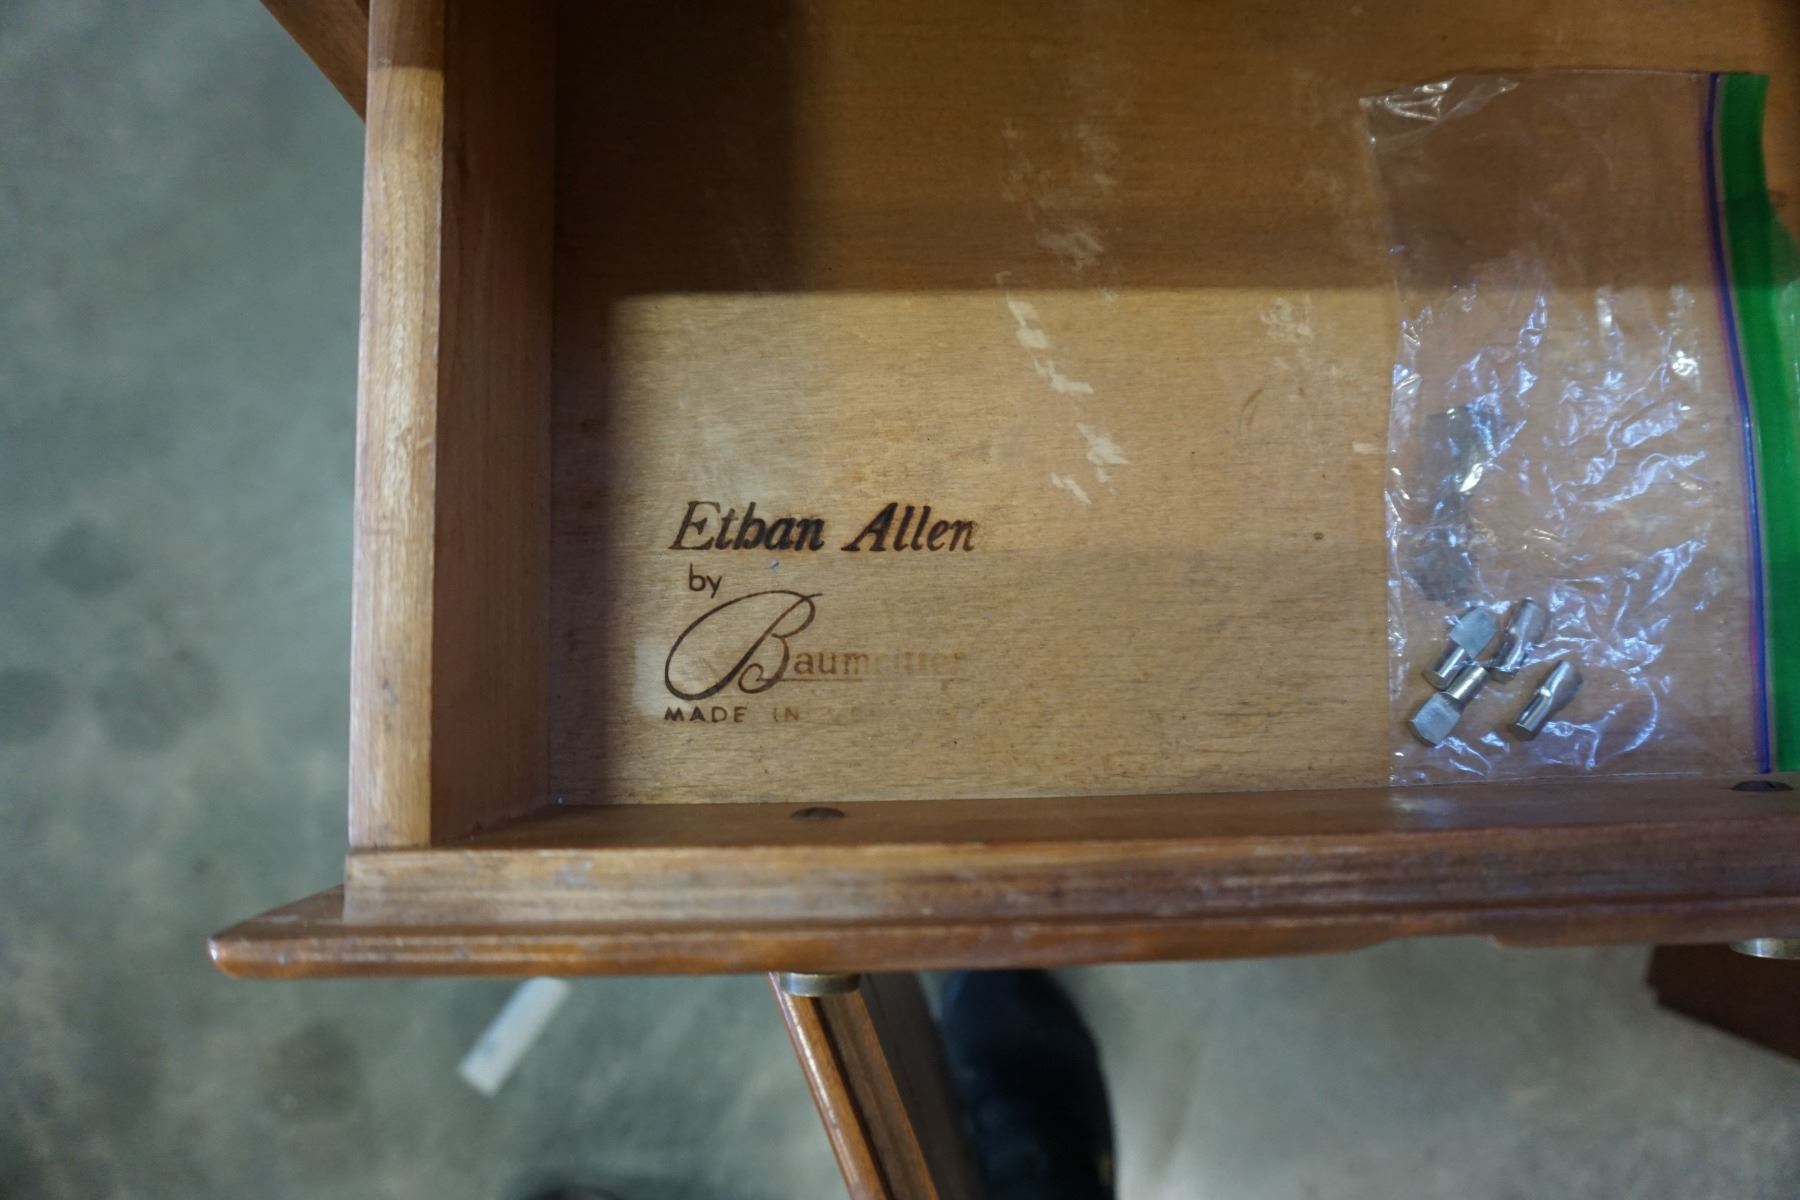 Ethan Allen
by
Baumritter
MADE IN